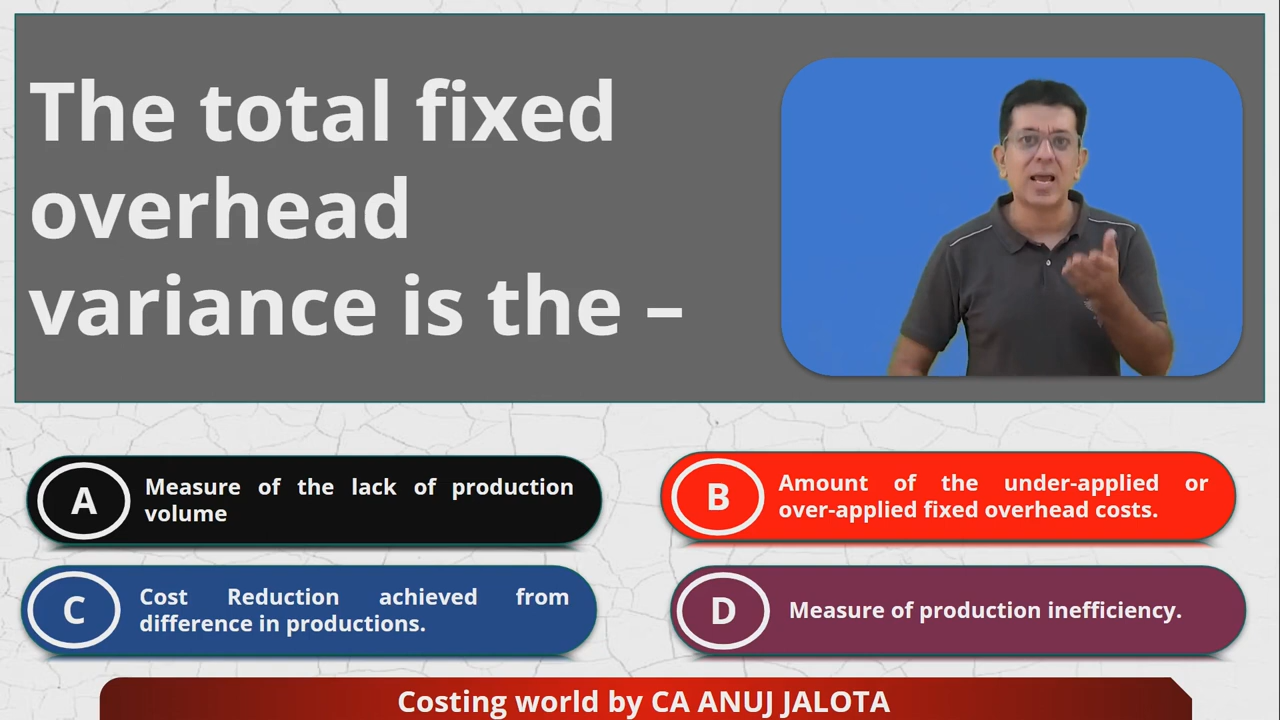 The total fixed
overhead
variance is the –
A
Measure of the lack of production
volume
B
Amount of the under-applied or
over-applied fixed overhead costs.
C
Cost Reduction achieved from
difference in productions.
D
Measure of production inefficiency.
Costing world by CA ANUJ JALOTA